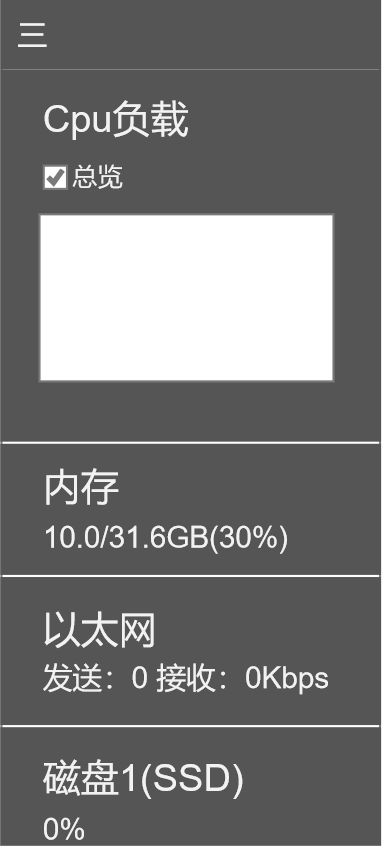 三
Cpu负载
总览
内存
10.0/31.6GB(30%)
以太网
发送：0 接收：0Kbps
磁盘1(SSD)
0%